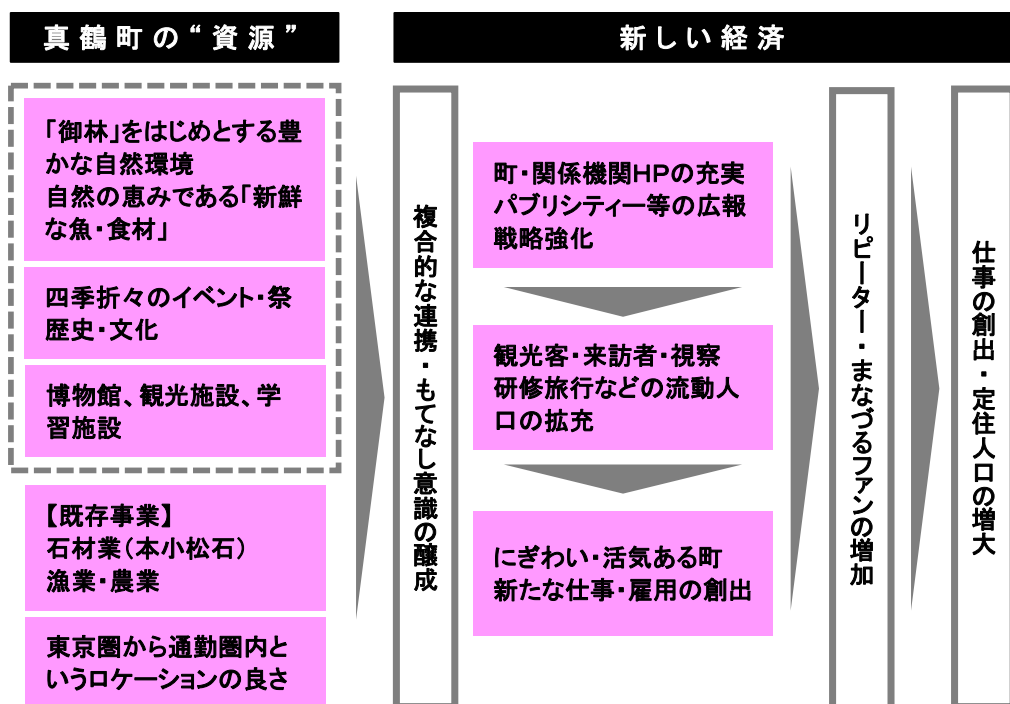 真鶴町の“資源”
「御林」をはじめとする豊
かな自然環境
自然の恵みである「新鮮
な魚・食材」
四季折々のイベント・祭
歴史・文化
博物館、観光施設、学
習施設
【既存事業】
石材業(本小松石)
漁業・農業
東京圏から通勤圏内と
いうロケーションの良さ
新しい経済
複合的な連携・もてなし意識の醸成
町・関係機関HPの充実
パブリシティー等の広報
戦略強化
観光客・来訪者・視察
研修旅行などの流動人
口の拡充
にぎわい・活気ある町
新たな仕事・雇用の創出
リピーター・まなづるファンの増加
仕事の創出・定住人口の増大